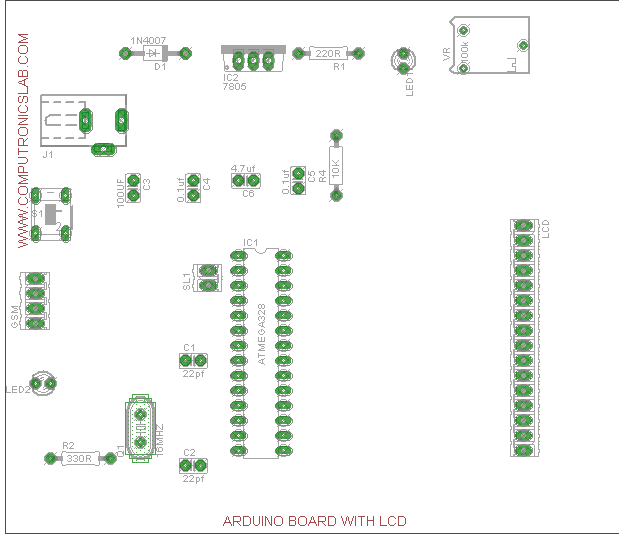 1N4007
D1
IC2
7805
220R
R1
LED1
VR
100k
WWW.COMPUTRONICSLAB.COM
J1
100UF
C3
0.1uf
C4
4.7uf
C6
0.1uf
C5
R4
10K
S1
1
2
GSM
SL1
IC1
ATMEGA328
LCD
C1
22pf
LED2
R2
330R
Q1
16MHZ
C2
22pf
ARDUINO BOARD WITH LCD